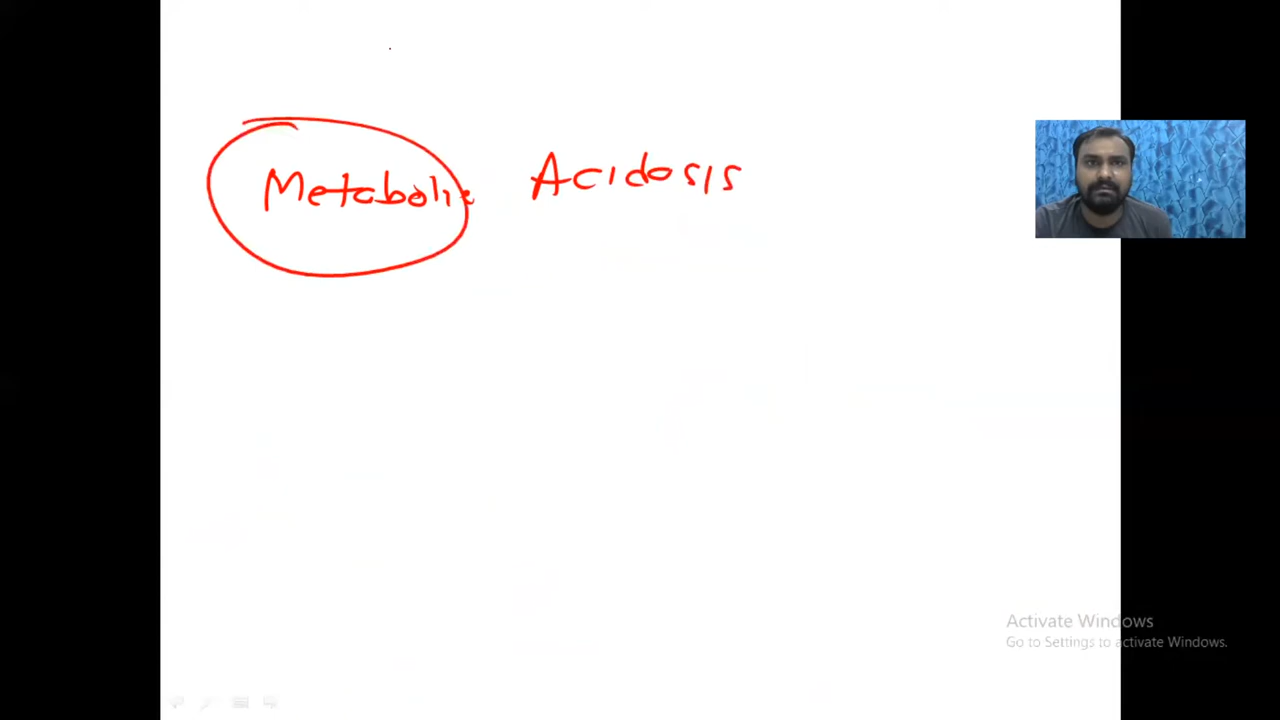 Metabolic Acidosis
Activate Windows
Go to Settings to activate Windows.